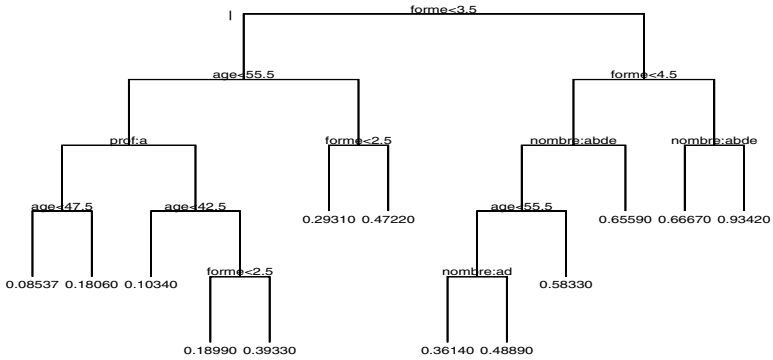 forme<3.5
age<55.5
forme<4.5
prof:a
forme<2.5
nombre:abde
nombre:abde
age<47.5
age<42.5
0.29310
0.47220
age<55.5
0.65590
0.66670
0.93420
0.08537
0.18060
0.10340
forme<2.5
nombre:ad
0.58330
0.18990
0.39330
0.36140
0.48890